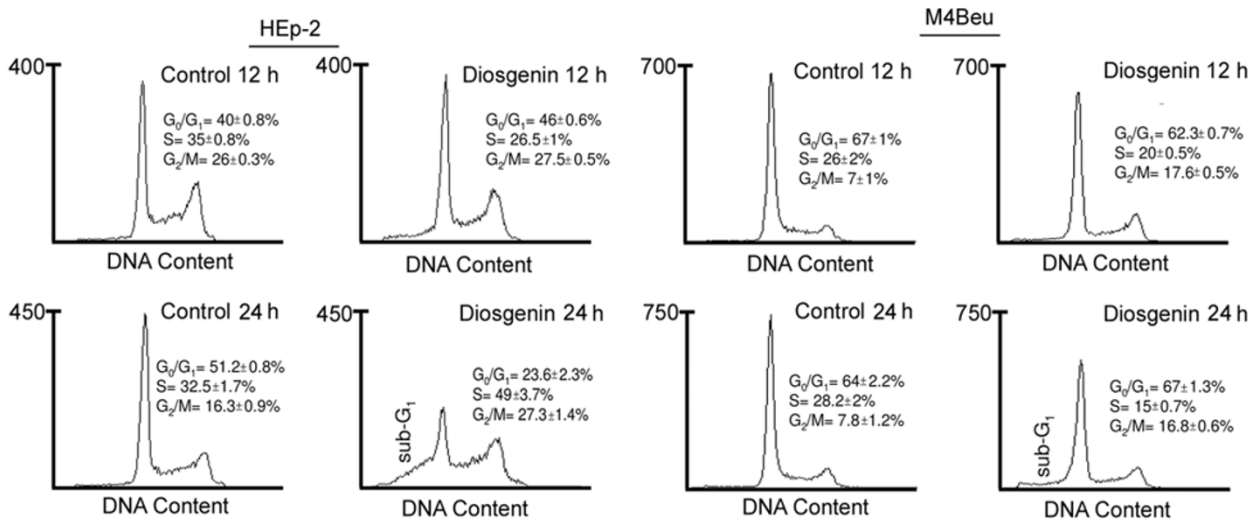 HEp-2
M4Beu
400
Control 12 h
G₀/G₁= 40±0.8%
S= 35±0.8%
G₂/M= 26±0.3%
DNA Content
400
Diosgenin 12 h
G₀/G₁= 46±0.6%
S= 26.5±1%
G₂/M= 27.5±0.5%
DNA Content
700
Control 12 h
G₀/G₁= 67±1%
S= 26±2%
G₂/M= 7±1%
DNA Content
700
Diosgenin 12 h
G₀/G₁= 62.3±0.7%
S= 20±0.5%
G₂/M= 17.6±0.5%
DNA Content
450
Control 24 h
G₀/G₁= 51.2±0.8%
S= 32.5±1.7%
G₂/M= 16.3±0.9%
DNA Content
450
Diosgenin 24 h
G₀/G₁= 23.6±2.3%
S= 49±3.7%
G₂/M= 27.3±1.4%
sub-G₁
DNA Content
750
Control 24 h
G₀/G₁= 64±2.2%
S= 28.2±2%
G₂/M= 7.8±1.2%
DNA Content
750
Diosgenin 24 h
G₀/G₁= 67±1.3%
S= 15±0.7%
G₂/M= 16.8±0.6%
sub-G₁
DNA Content